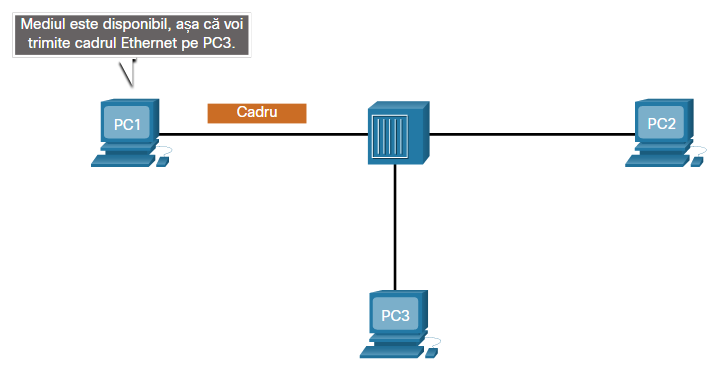 Mediul este disponibil, așa că voi
trimite cadrul Ethernet pe PC3.
Cadru
PC1
PC2
PC3